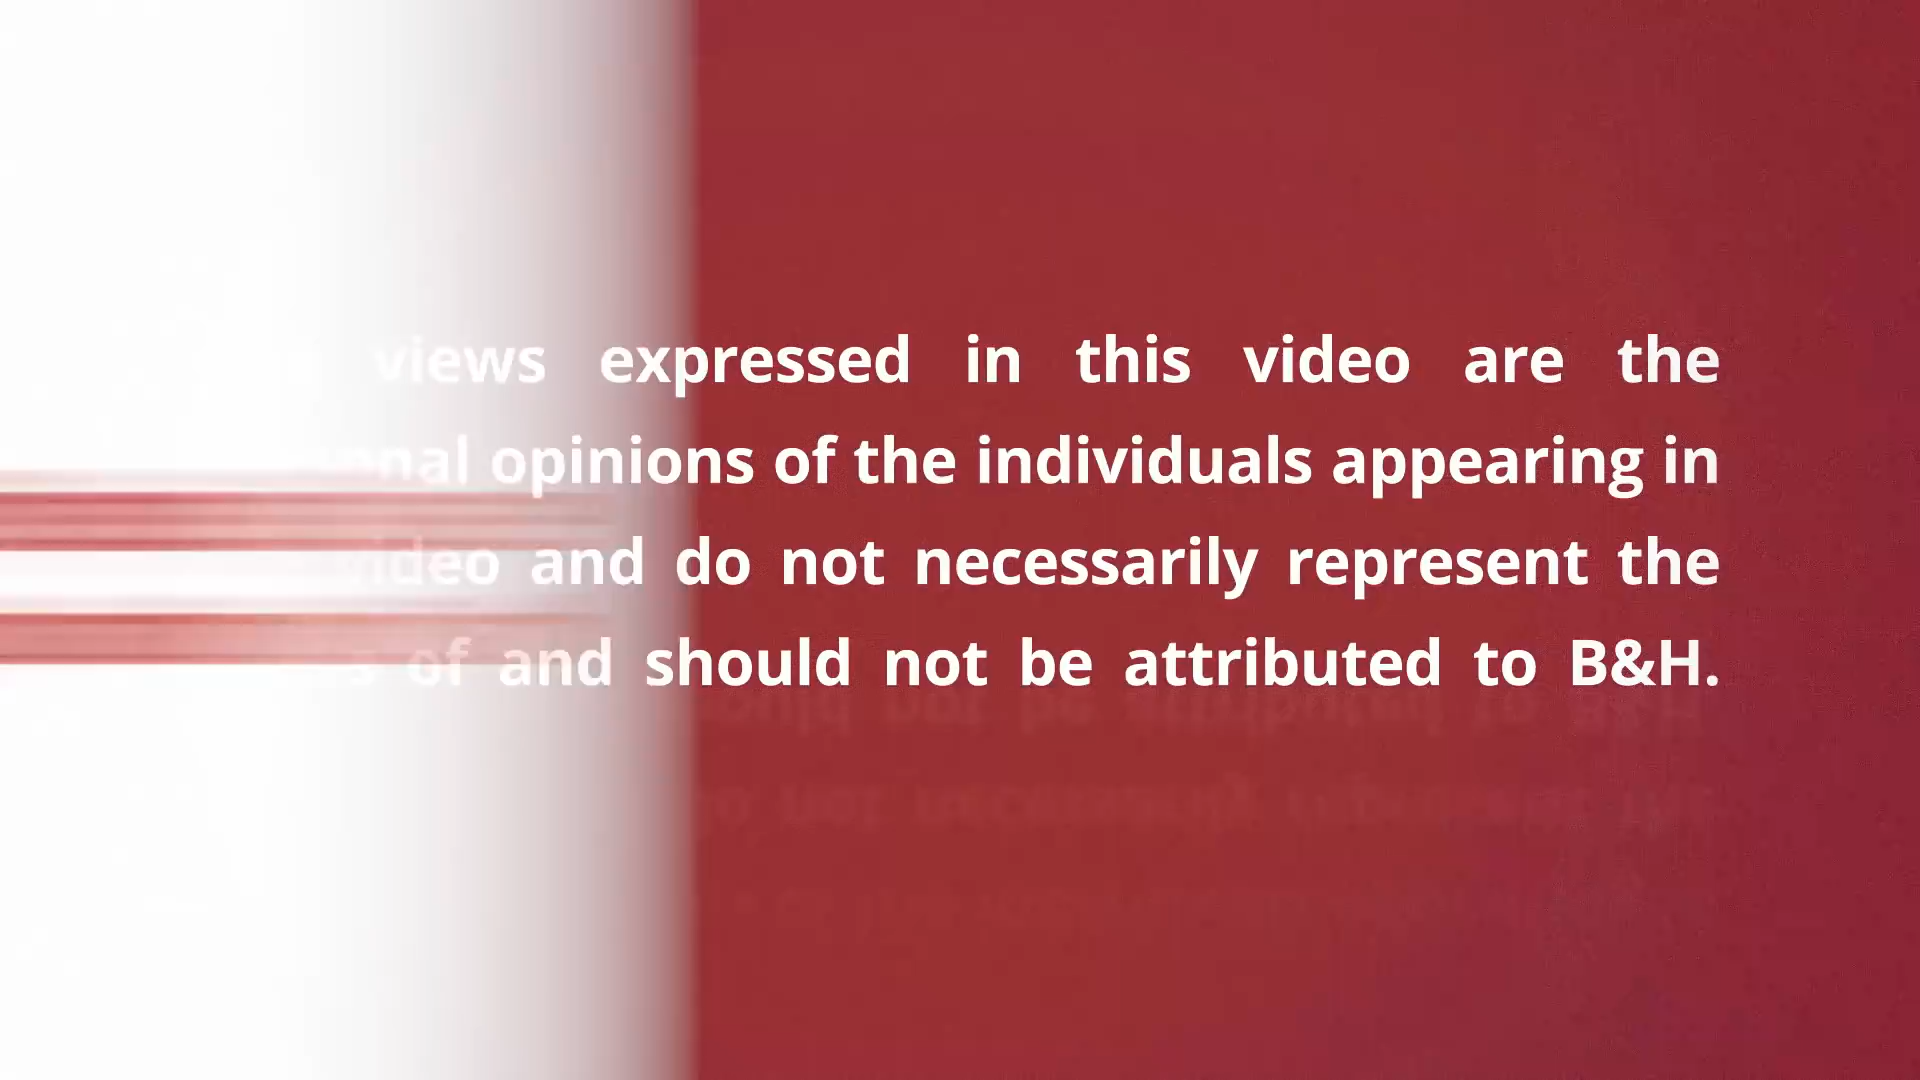 views expressed in this video are the
opinions of the individuals appearing in
video and do not necessarily represent the
of and should not be attributed to B&H.